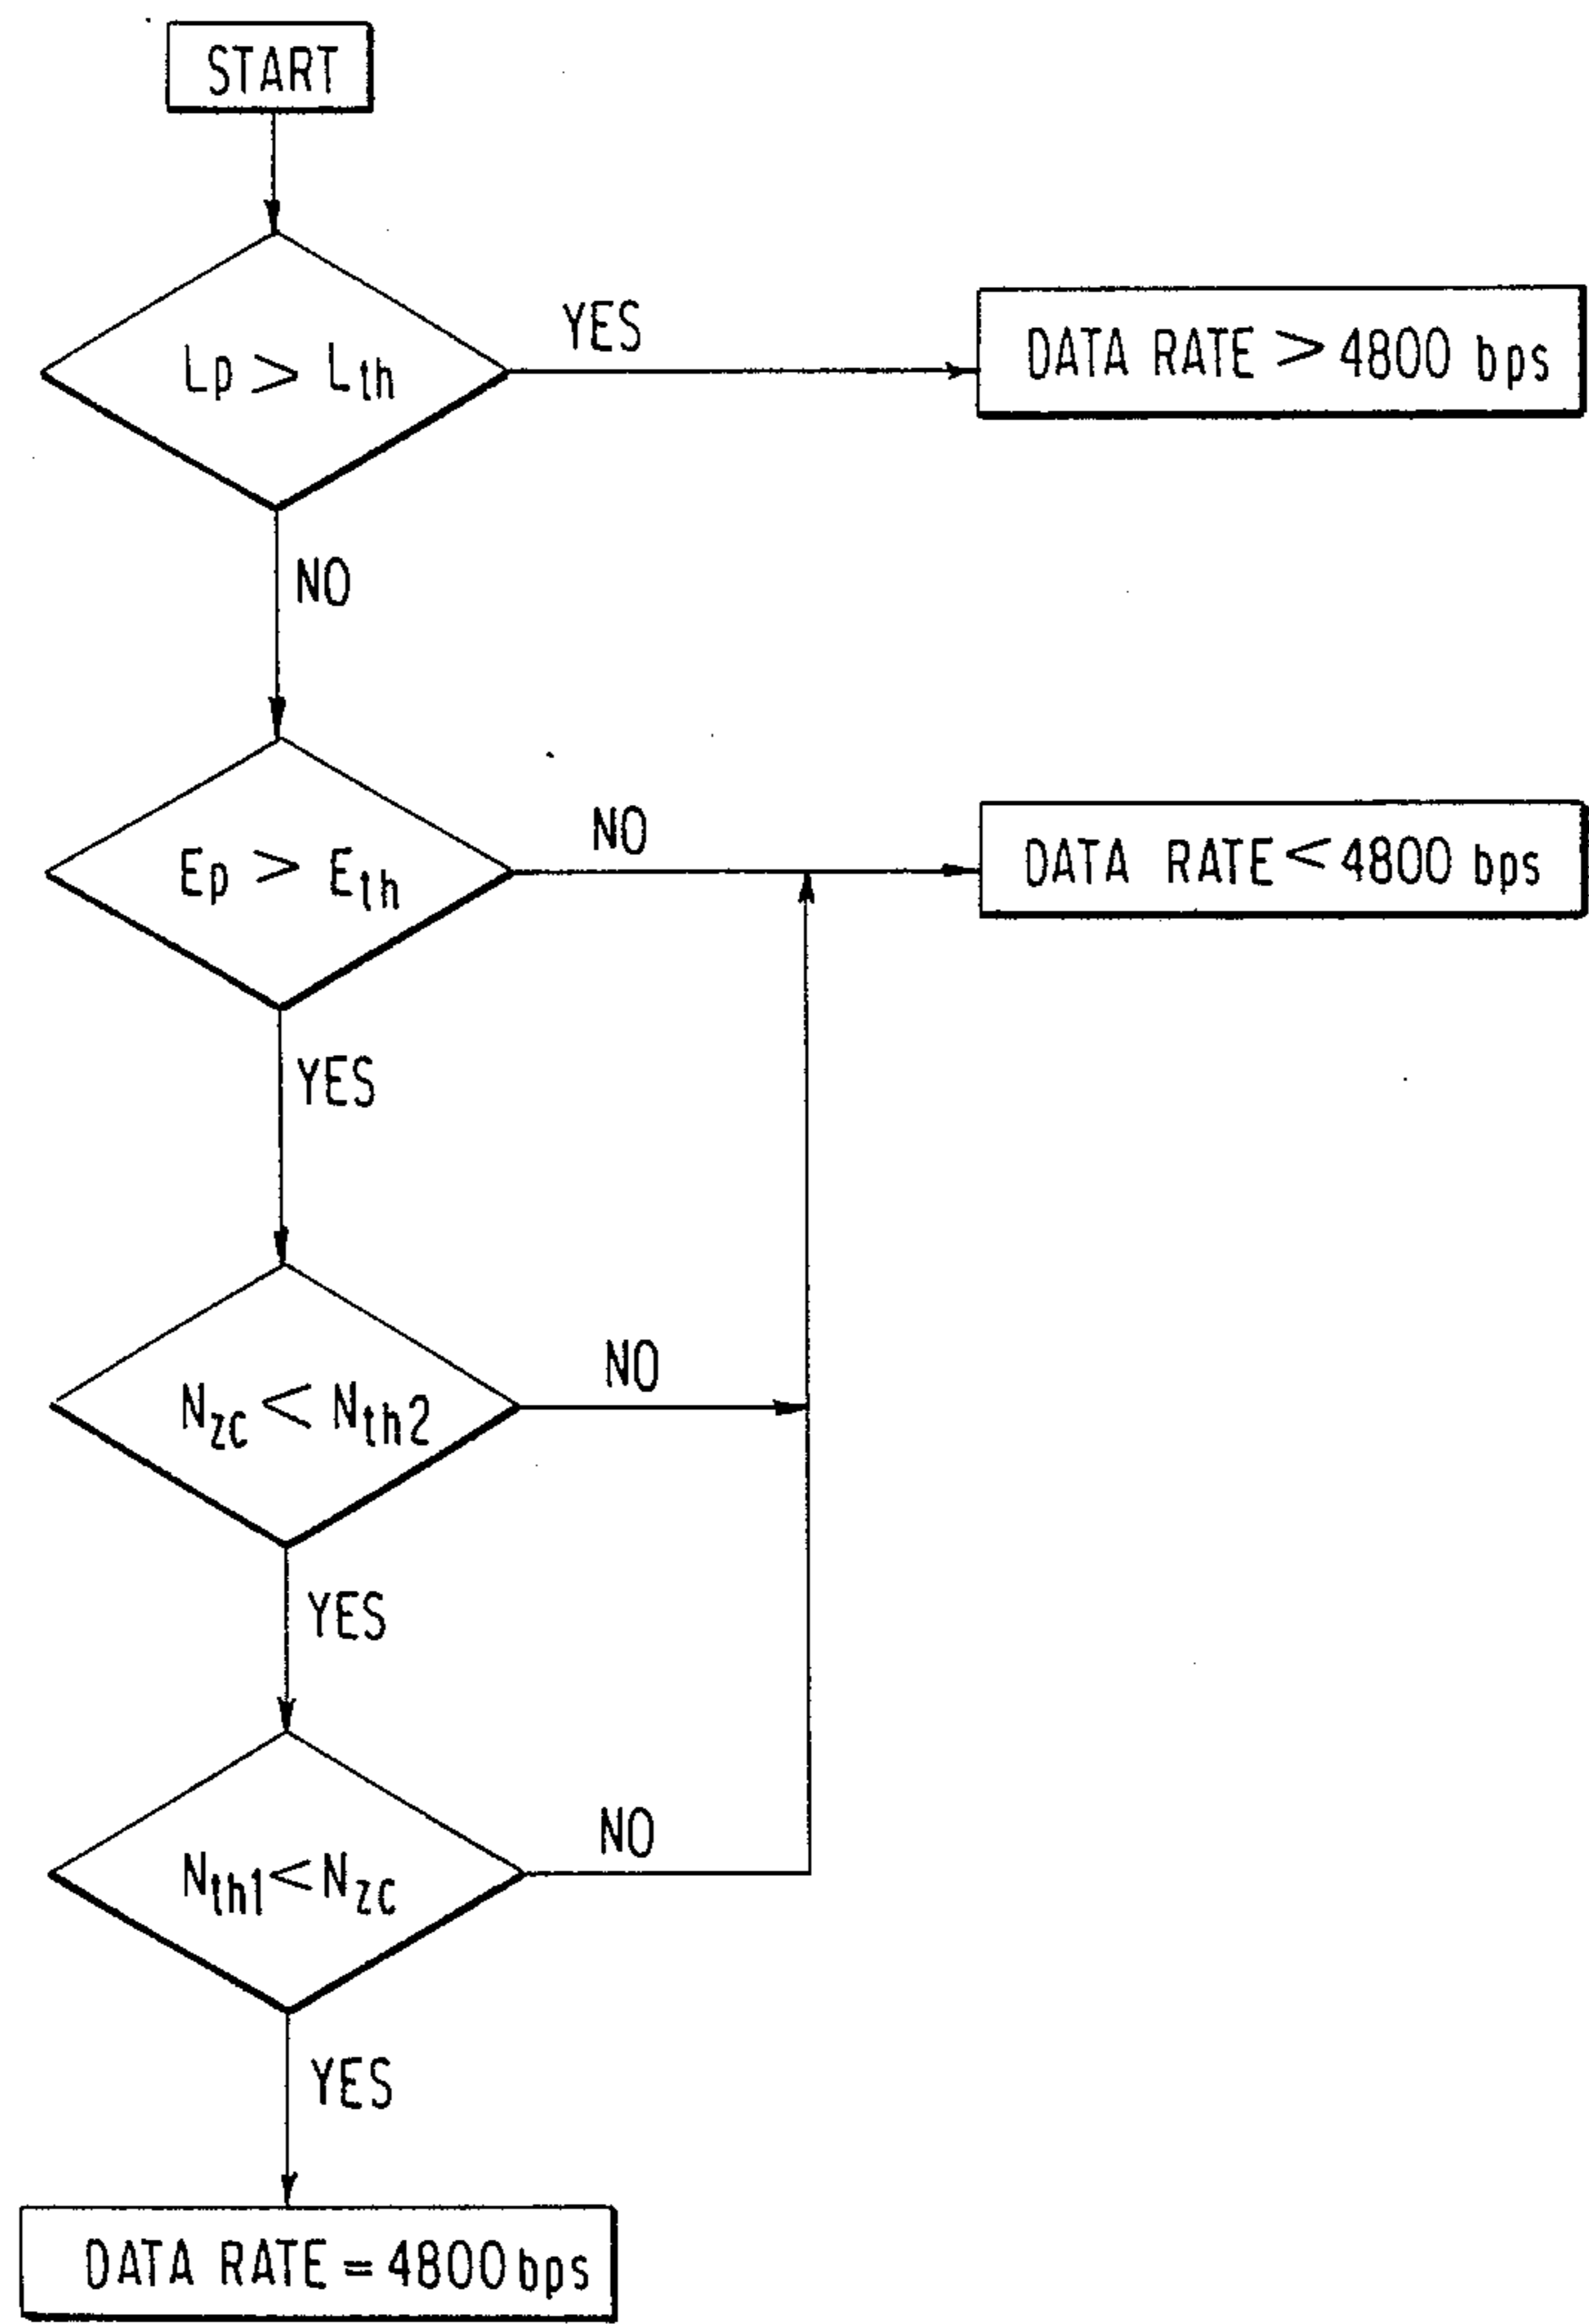 START
Lp > Lth
YES
DATA RATE > 4800 bps
NO
Ep > Eth
NO
DATA RATE < 4800 bps
YES
Nzc < Nth2
NO
YES
Nth1 < Nzc
NO
YES
DATA RATE = 4800 bps